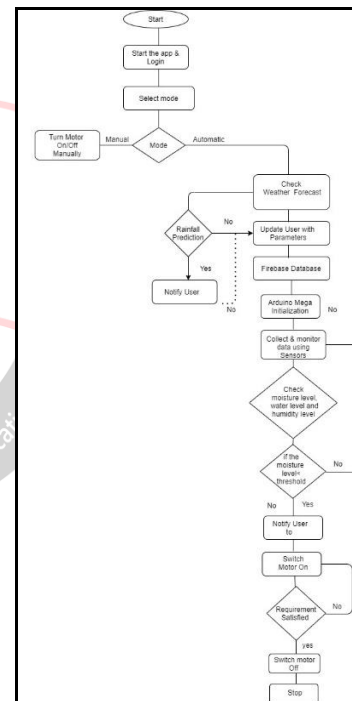 Start
Start the app &
Login
Select mode
Turn Motor
On/Off
Manually
Manual
Mode
Automatic
Check
Weather Forecast
Rainfall
Prediction
No
Update User with
Parameters
Yes
Firebase Database
Notify User
No
Arduino Mega
Initialization
No
Collect & monitor
data using
Sensors
Check
moisture level,
water level and
humidity level
if the
moisture
level=
threshold
No
No
Yes
Notify User
to
Switch
Motor On
Requirement
Satisfied
No
yes
Switch motor
Off
Stop